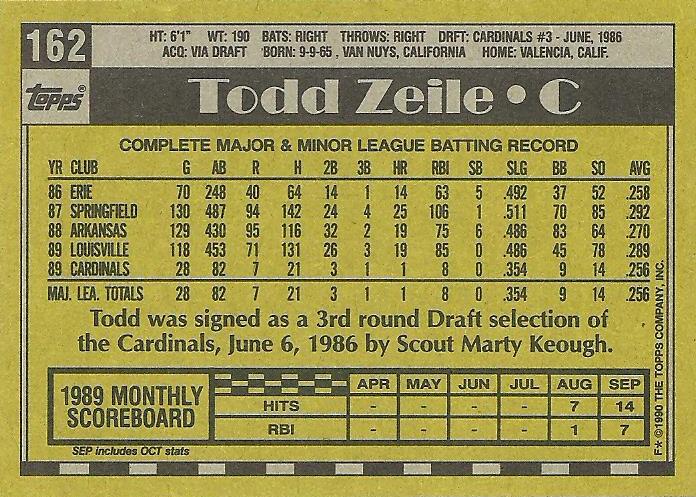 162
HT: 6'1" WT: 190 BATS: RIGHT THROWS: RIGHT DRFT: CARDINALS #3 - JUNE, 1986
ACQ: VIA DRAFT BORN: 9-9-65, VAN NUYS, CALIFORNIA HOME: VALENCIA, CALIF.
Topps®
Todd Zeile • C
COMPLETE MAJOR & MINOR LEAGUE BATTING RECORD
YR CLUB G AB R H 2B 3B HR RBI SB SLG BB SO AVG
86 ERIE 70 248 40 64 14 1 14 63 5 .492 37 52 .258
87 SPRINGFIELD 130 487 94 142 24 4 25 106 1 .511 70 85 .292
88 ARKANSAS 129 430 95 116 32 2 19 75 6 .486 83 64 .270
89 LOUISVILLE 118 453 71 131 26 3 19 85 0 .486 45 78 .289
89 CARDINALS 28 82 7 21 3 1 1 8 0 .354 9 14 .256
MAJ. LEA. TOTALS 28 82 7 21 3 1 1 8 0 .354 9 14 .256
Todd was signed as a 3rd round Draft selection of
the Cardinals, June 6, 1986 by Scout Marty Keough.
1989 MONTHLY
SCOREBOARD
APR MAY JUN JUL AUG SEP
HITS - - - - 7 14
RBI - - - - 1 7
SEP includes OCT stats
F* ©1990 THE TOPPS COMPANY, INC.